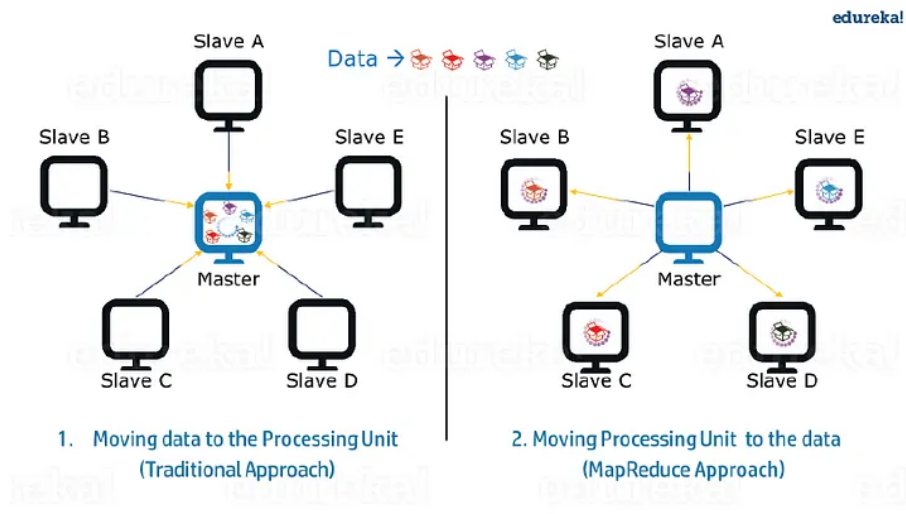 edureka!
Data →
Slave A
Slave B
Slave E
Master
Slave C
Slave D
1. Moving data to the Processing Unit
(Traditional Approach)
Slave A
Slave B
Slave E
Master
Slave C
Slave D
2. Moving Processing Unit to the data
(MapReduce Approach)